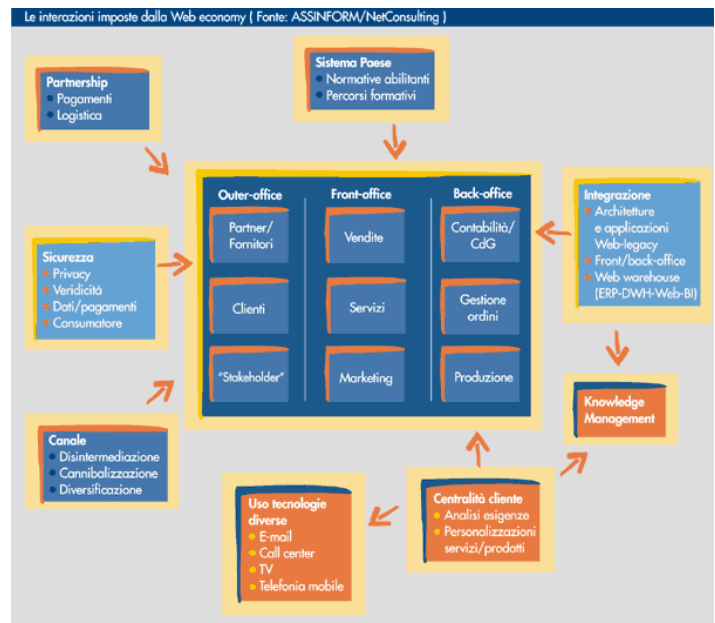 Le interazioni imposte dalla Web economy ( Fonte: ASSINFORM/NetConsulting )
Partnership
Pagamenti
Logistica
Sistema Paese
Normative abilitanti
Percorsi formativi
Outer-office
Front-office
Back-office
Partner/
Fornitori
Vendite
Contabilità/
CdG
Clienti
Servizi
Gestione
ordini
“Stakeholder”
Marketing
Produzione
Sicurezza
Privacy
Veridicità
Dati/pagamenti
Consumatore
Integrazione
Architetture
e applicazioni
Web-legacy
Front/back-office
Web warehouse
(ERP-DWH-Web-BI)
Canale
Disintermediazione
Cannibalizzazione
Diversificazione
Knowledge
Management
Uso tecnologie
diverse
E-mail
Call center
TV
Telefonia mobile
Centralità cliente
Analisi esigenze
Personalizzazioni
servizi/prodotti